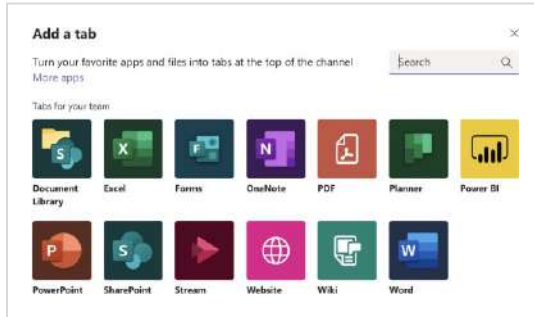 Add a tab
Turn your favorite apps and files into tabs at the top of the channel
Search
More apps
Tabs for your team
Document Library
Excel
Forms
OneNote
PDF
Planner
Power BI
PowerPoint
SharePoint
Stream
Website
Wiki
Word